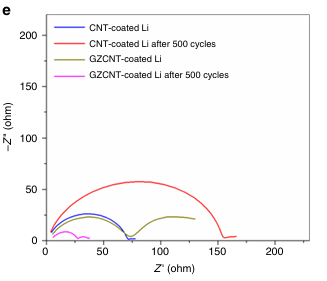 e
200
150
100
50
0
−Z" (ohm)
CNT-coated Li
CNT-coated Li after 500 cycles
GZCNT-coated Li
GZCNT-coated Li after 500 cycles
0 50 100 150 200
Z' (ohm)